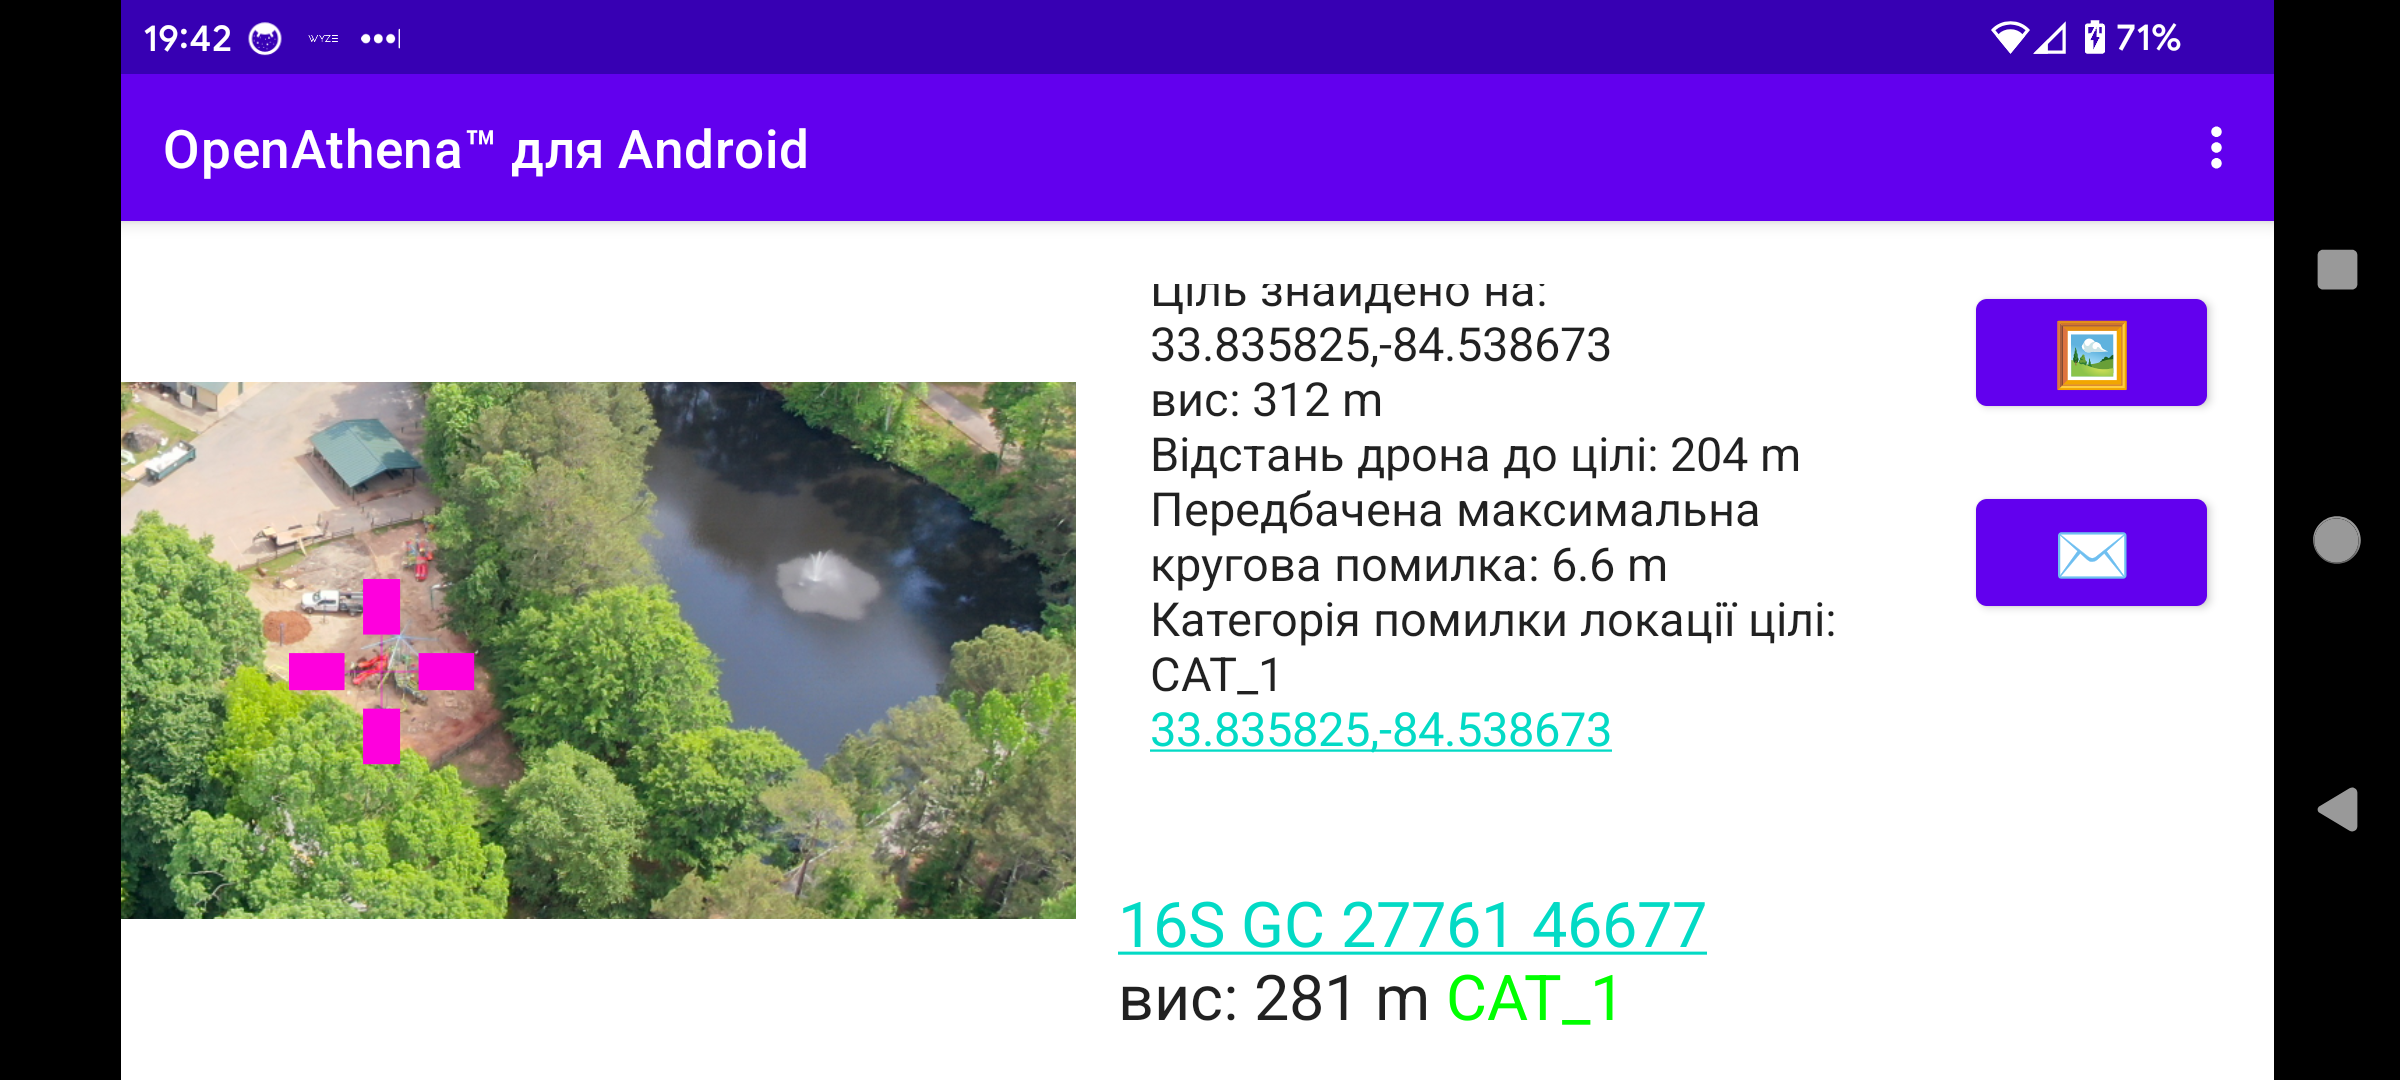 19:42 WYZE 71%
OpenAthena™ для Android
Ціль знайдено на:
33.835825,-84.538673
вис: 312 m
Відстань дрона до цілі: 204 m
Передбачена максимальна
кругова помилка: 6.6 m
Категорія помилки локації цілі:
CAT_1
33.835825,-84.538673
16S GC 27761 46677
вис: 281 m CAT_1